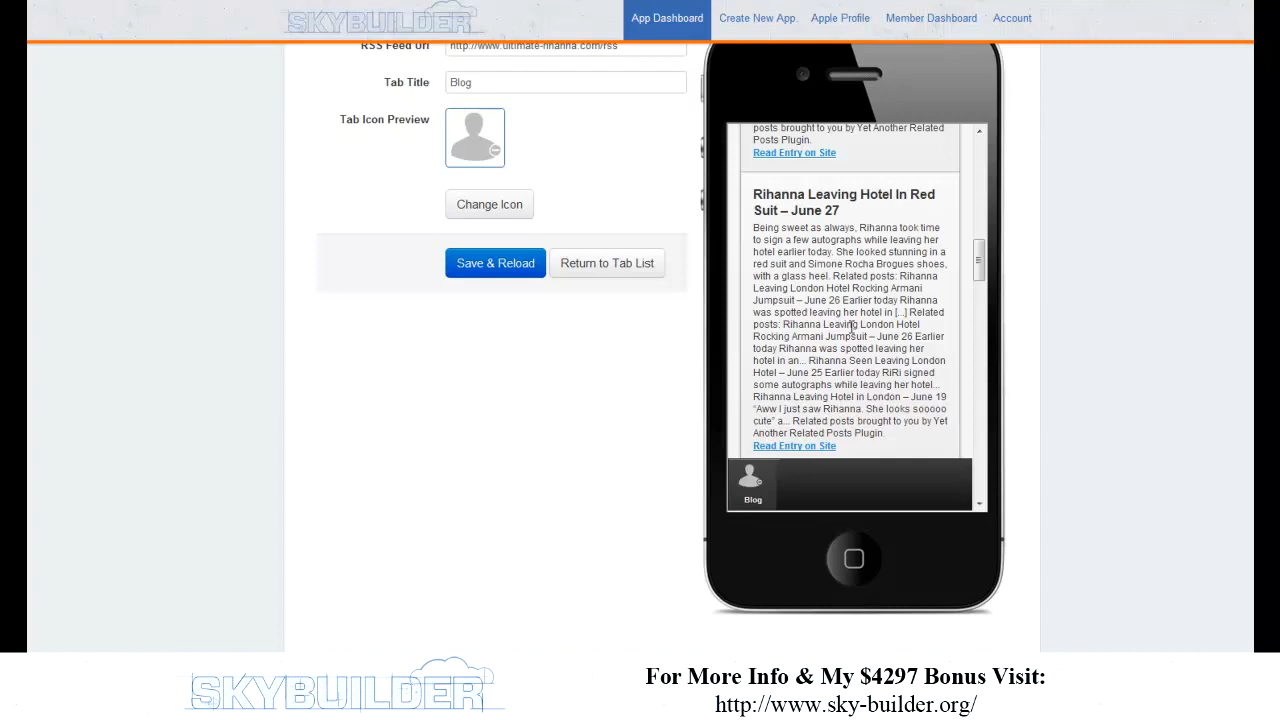 SKYBUILDER
App Dashboard Create New App Apple Profile Member Dashboard Account
RSS Feed Url http://www.ultimate-rihanna.com/rss
Tab Title Blog
Tab Icon Preview
Change Icon
Save & Reload Return to Tab List
posts brought to you by Yet Another Related
Posts Plugin.
Read Entry on Site
Rihanna Leaving Hotel In Red
Suit – June 27
Being sweet as always, Rihanna took time
to sign a few autographs while leaving her
hotel earlier today. She looked stunning in a
red suit and Simone Rocha Brogues shoes,
with a glass heel. Related posts: Rihanna
Leaving London Hotel Rocking Armani
Jumpsuit – June 26 Earlier today Rihanna
was spotted leaving her hotel in [...] Related
posts: Rihanna Leaving London Hotel
Rocking Armani Jumpsuit – June 26 Earlier
today Rihanna was spotted leaving her
hotel in an... Rihanna Seen Leaving London
Hotel – June 25 Earlier today RiRi signed
some autographs while leaving her hotel...
Rihanna Leaving Hotel in London – June 19
“Aww I just saw Rihanna. She looks sooooo
cute” a... Related posts brought to you by Yet
Another Related Posts Plugin.
Read Entry on Site
Blog
SKYBUILDER
For More Info & My $4297 Bonus Visit:
http://www.sky-builder.org/